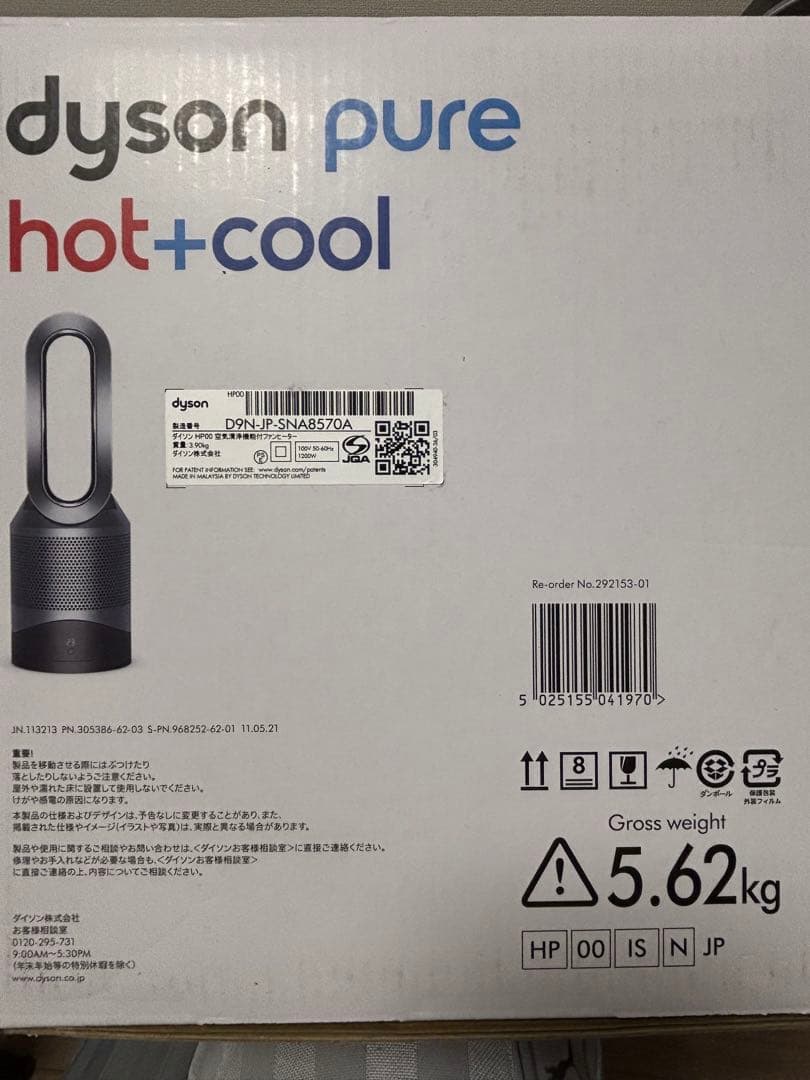 dyson pure
hot+cool
dyson
HP00
製造番号 D9N-JP-SNA8570A
ダイソン HP00 空気清浄機能付ファンヒーター
質量:3.90kg
ダイソン株式会社
PS E
100V 50-60Hz
1200W
JQA
304940-36/03
FOR PATENT INFORMATION SEE: www.dyson.com/patents
MADE IN MALAYSIA BY DYSON TECHNOLOGY LIMITED
Re-order No.292153-01
5 025155 041970 >
JN.113213 PN.305386-62-03 S-PN.968252-62-01 11.05.21
重要!
製品を移動させる際にはぶつけたり
落としたりしないようご注意ください。
屋外や濡れた床に設置して使用しないでください。
けがや感電の原因になります。
本製品の仕様およびデザインは、予告なしに変更することがあり、また、
掲載された仕様やイメージ(イラストや写真)は、実際と異なる場合があります。
製品や使用に関するご相談やお問い合わせは、<ダイソンお客様相談室>に直接ご連絡ください。
修理やお手入れなどが必要な場合も、<ダイソンお客様相談室>
に直接ご連絡の上、内容についてご相談ください。
8
ダンボール
プラ
保護包装
外装フィルム
Gross weight
5.62kg
HP 00 IS N JP
ダイソン株式会社
お客様相談室
0120-295-731
9:00AM〜5:30PM
(年末年始等の特別休暇を除く)
www.dyson.co.jp